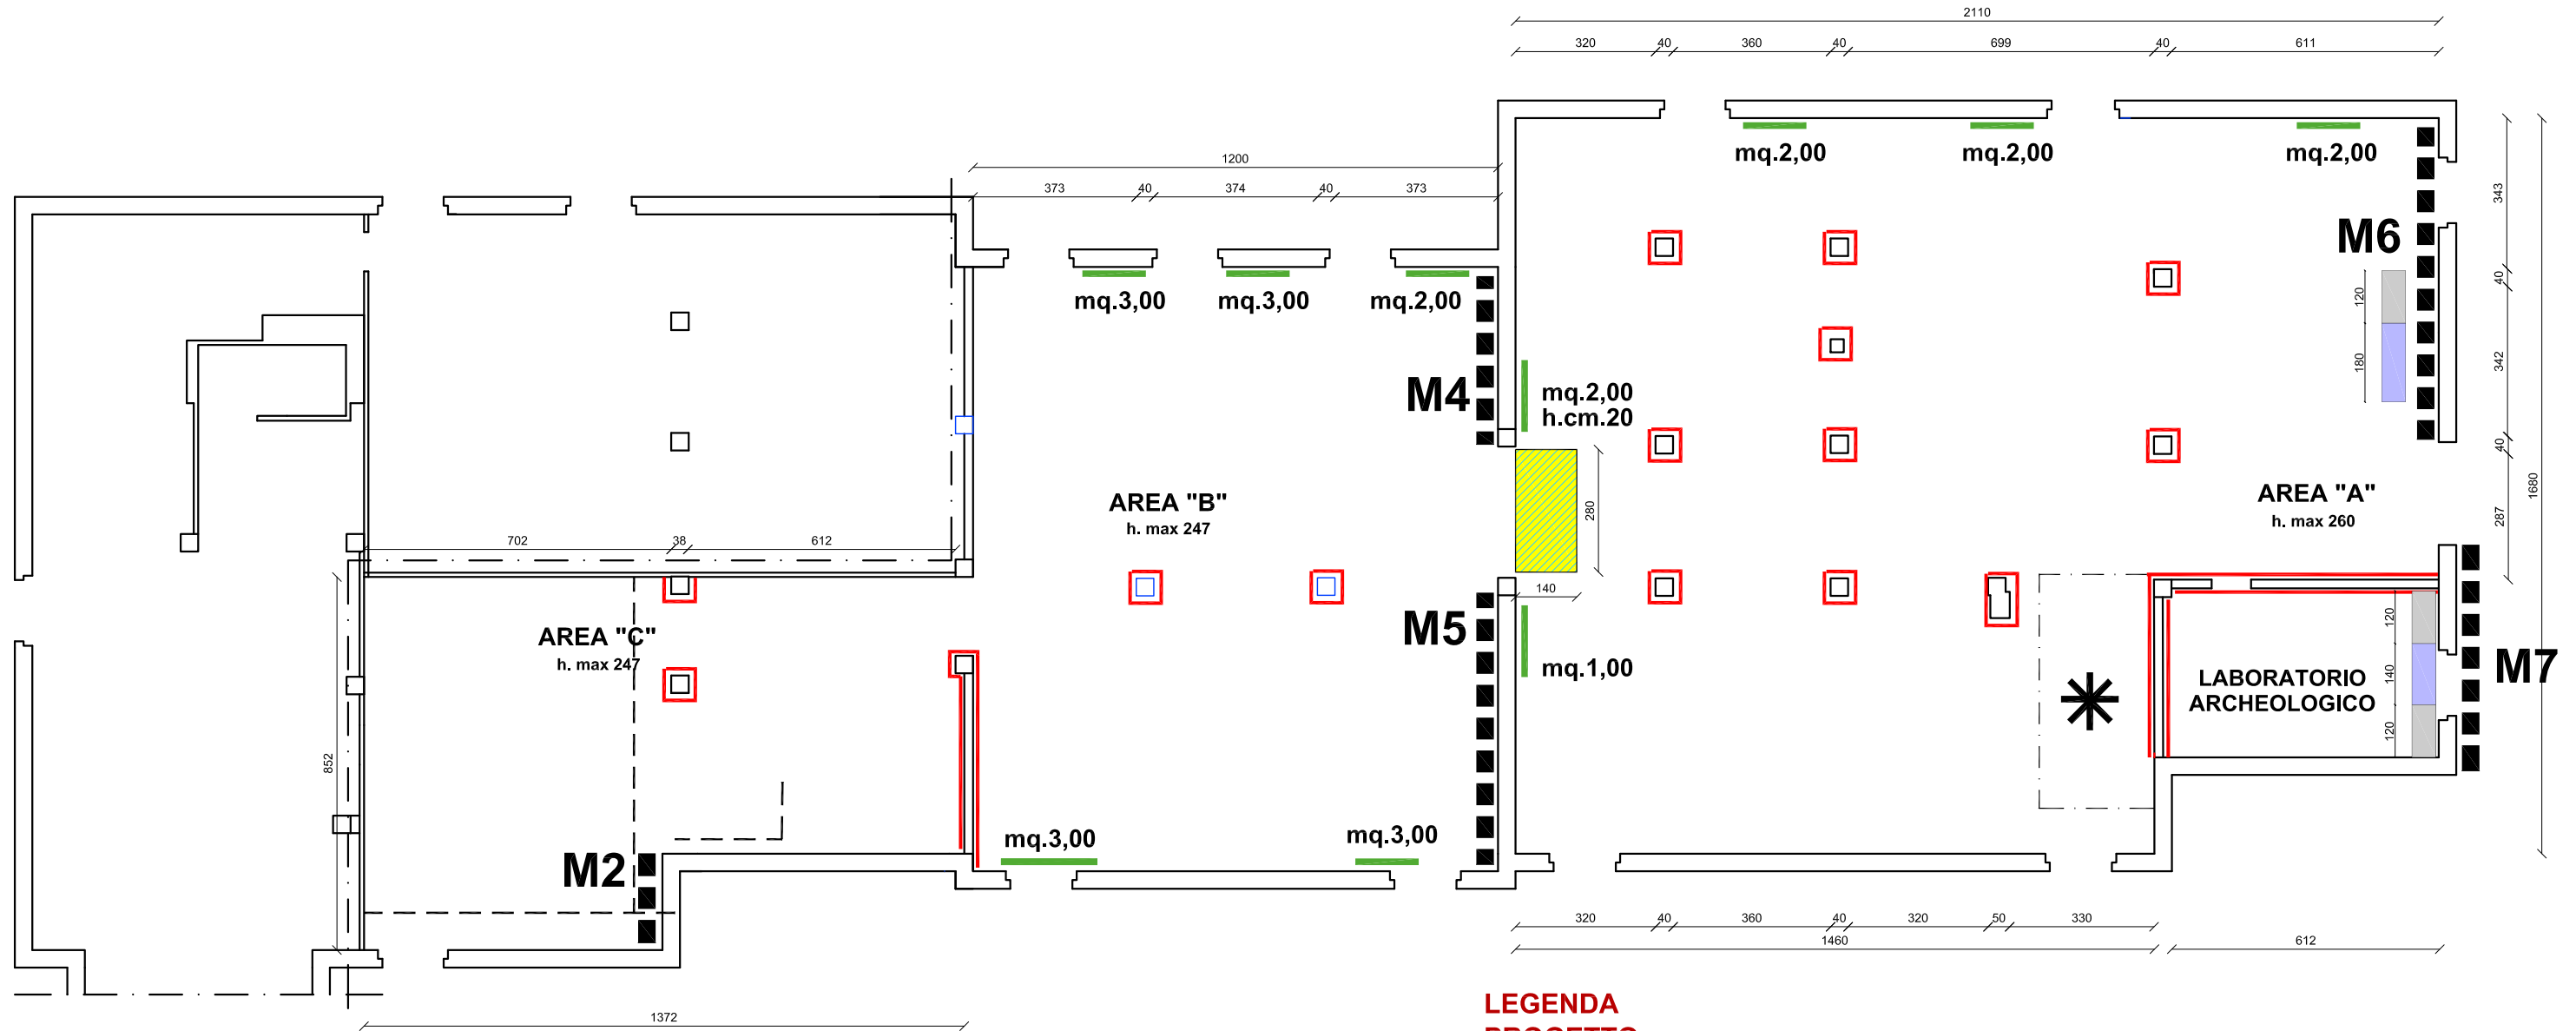 2110
320 40 360 40 699 40 611
mq.2,00 mq.2,00 mq.2,00
1200
373 40 374 40 373
343
M6
40
120
mq.3,00 mq.3,00 mq.2,00
342
180
M4
mq.2,00
h.cm.20
40
1680
AREA "B"
h. max 247
AREA "A"
h. max 260
280
287
702 38 612
140
120
AREA "C"
h. max 247
M5
mq.1,00
LABORATORIO
ARCHEOLOGICO
140
M7
120
852
mq.3,00 mq.3,00
M2
320 40 360 40 320 50 330
1460 612
LEGENDA
PROGETTO
1372